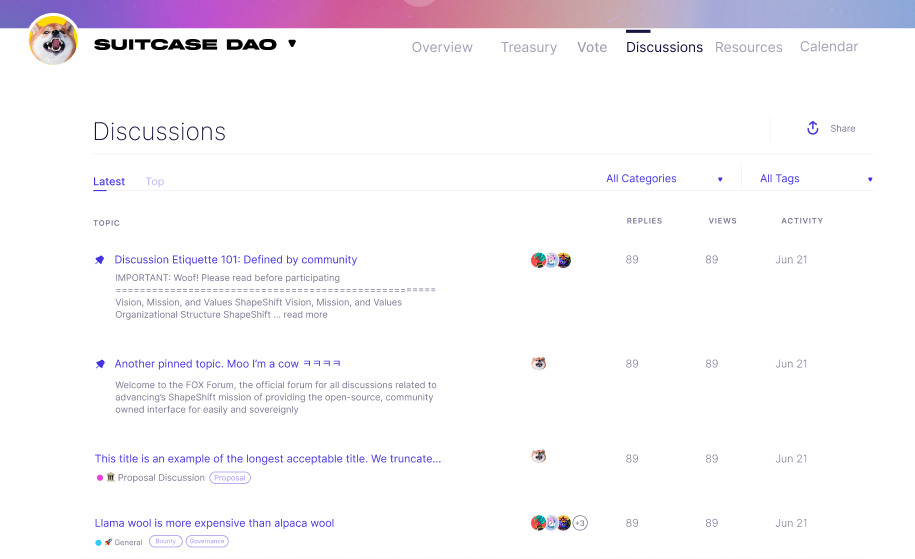 SUITCASE DAO
Overview Treasury Vote Discussions Resources Calendar
Discussions
Share
Latest Top All Categories All Tags
TOPIC REPLIES VIEWS ACTIVITY
Discussion Etiquette 101: Defined by community 89 89 Jun 21
IMPORTANT: Woof! Please read before participating
=====================================================
Vision, Mission, and Values ShapeShift Vision, Mission, and Values
Organizational Structure ShapeShift ... read more
Another pinned topic. Moo I'm a cow ㅋㅋㅋㅋ 89 89 Jun 21
Welcome to the FOX Forum, the official forum for all discussions related to
advancing's ShapeShift mission of providing the open-source, community
owned interface for easily and sovereignly
This title is an example of the longest acceptable title. We truncate... 89 89 Jun 21
Proposal Discussion Proposal
Llama wool is more expensive than alpaca wool +3 89 89 Jun 21
General Bounty Governance